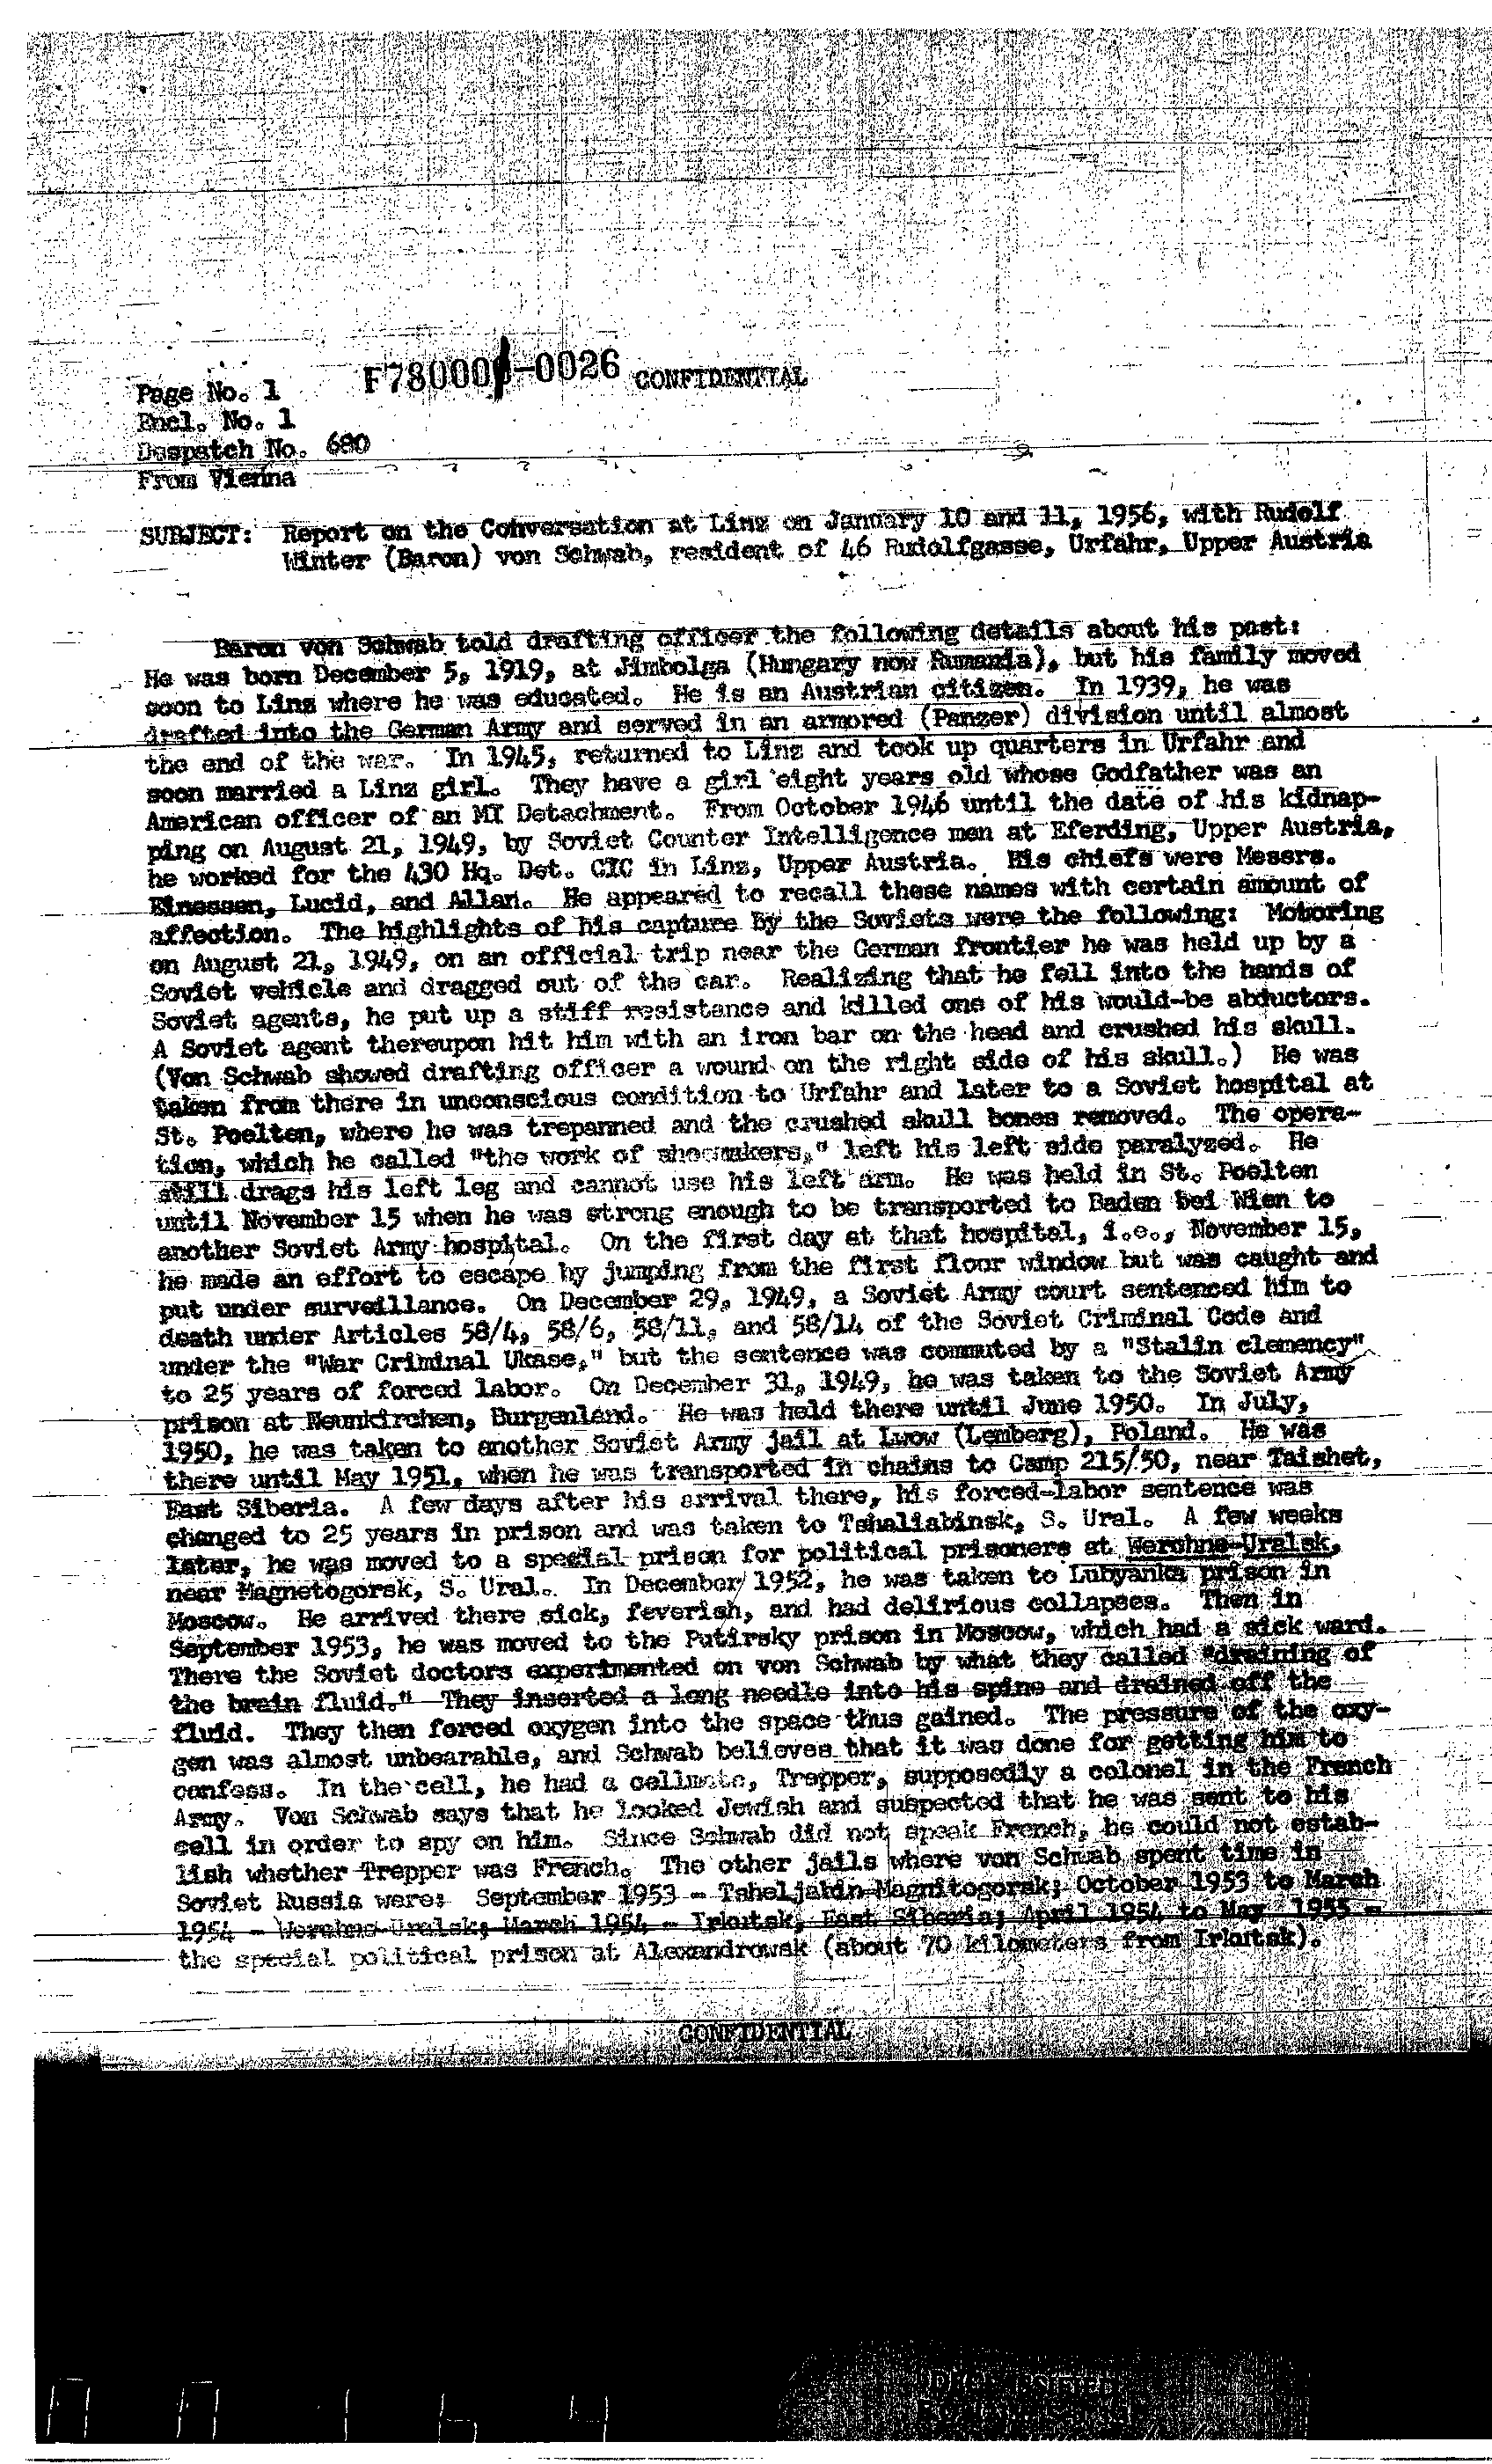 F780001-0026 CONFIDENTIAL
Page No. 1
Encl. No. 1
Despatch No. 680
From Vienna
SUBJECT: Report on the Conversation at Linz on January 10 and 11, 1956, with Rudolf
Winter (Baron) von Schwab, resident of 46 Rudolfgasse, Urfahr, Upper Austria
Baron von Schwab told drafting officer the following details about his past:
He was born December 5, 1919, at Jimbolga (Hungary now Rumania), but his family moved
soon to Linz where he was educated. He is an Austrian citizen. In 1939, he was
drafted into the German Army and served in an armored (Panzer) division until almost
the end of the war. In 1945, returned to Linz and took up quarters in Urfahr and
soon married a Linz girl. They have a girl eight years old whose Godfather was an
American officer of an MI Detachment. From October 1946 until the date of his kidnap-
ping on August 21, 1949, by Soviet Counter Intelligence men at Eferding, Upper Austria,
he worked for the 430 Hq. Det. CIC in Linz, Upper Austria. His chiefs were Messrs.
Einessen, Lucid, and Allan. He appeared to recall these names with certain amount of
affection. The highlights of his capture by the Soviets were the following: Motoring
on August 21, 1949, on an official trip near the German frontier he was held up by a
Soviet vehicle and dragged out of the car. Realizing that he fell into the hands of
Soviet agents, he put up a stiff resistance and killed one of his would-be abductors.
A Soviet agent thereupon hit him with an iron bar on the head and crushed his skull.
(Von Schwab showed drafting officer a wound on the right side of his skull.) He was
taken from there in unconscious condition to Urfahr and later to a Soviet hospital at
St. Poelten, where he was trepanned and the crushed skull bones removed. The opera-
tion, which he called "the work of shoemakers," left his left side paralyzed. He
still drags his left leg and cannot use his left arm. He was held in St. Poelten
until November 15 when he was strong enough to be transported to Baden bei Wien to
another Soviet Army hospital. On the first day at that hospital, i.e., November 15,
he made an effort to escape by jumping from the first floor window but was caught and
put under surveillance. On December 29, 1949, a Soviet Army court sentenced him to
death under Articles 58/4, 58/6, 58/11, and 58/14 of the Soviet Criminal Code and
under the "War Criminal Ukase," but the sentence was commuted by a "Stalin clemency"
to 25 years of forced labor. On December 31, 1949, he was taken to the Soviet Army
prison at Neunkirchen, Burgenland. He was held there until June 1950. In July,
1950, he was taken to another Soviet Army jail at Lwow (Lemberg), Poland. He was
there until May 1951, when he was transported in chains to Camp 215/50, near Taishet,
East Siberia. A few days after his arrival there, his forced-labor sentence was
changed to 25 years in prison and was taken to Tshaliabinsk, S. Ural. A few weeks
later, he was moved to a special prison for political prisoners at Werchne-Uralsk,
near Magnetogorsk, S. Ural. In December 1952, he was taken to Lubyanka prison in
Moscow. He arrived there sick, feverish, and had delirious collapses. Then in
September 1953, he was moved to the Putirsky prison in Moscow, which had a sick ward.
There the Soviet doctors experimented on von Schwab by what they called "draining of
the brain fluid." They inserted a long needle into his spine and drained off the
fluid. They then forced oxygen into the space thus gained. The pressure of the oxy-
gen was almost unbearable, and Schwab believes that it was done for getting him to
confess. In the cell, he had a cellmate, Trepper, supposedly a colonel in the French
Army. Von Schwab says that he looked Jewish and suspected that he was sent to his
cell in order to spy on him. Since Schwab did not speak French, he could not estab-
lish whether Trepper was French. The other jails where von Schwab spent time in
Soviet Russia were: September 1953 - Tsheljabin-Magnitogorsk; October 1953 to March
1954 - Werchne-Uralsk; March 1954 - Irkutsk, East Siberia; April 1954 to May 1955 -
the special political prison at Alexandrowsk (about 70 kilometers from Irkutsk).
CONFIDENTIAL